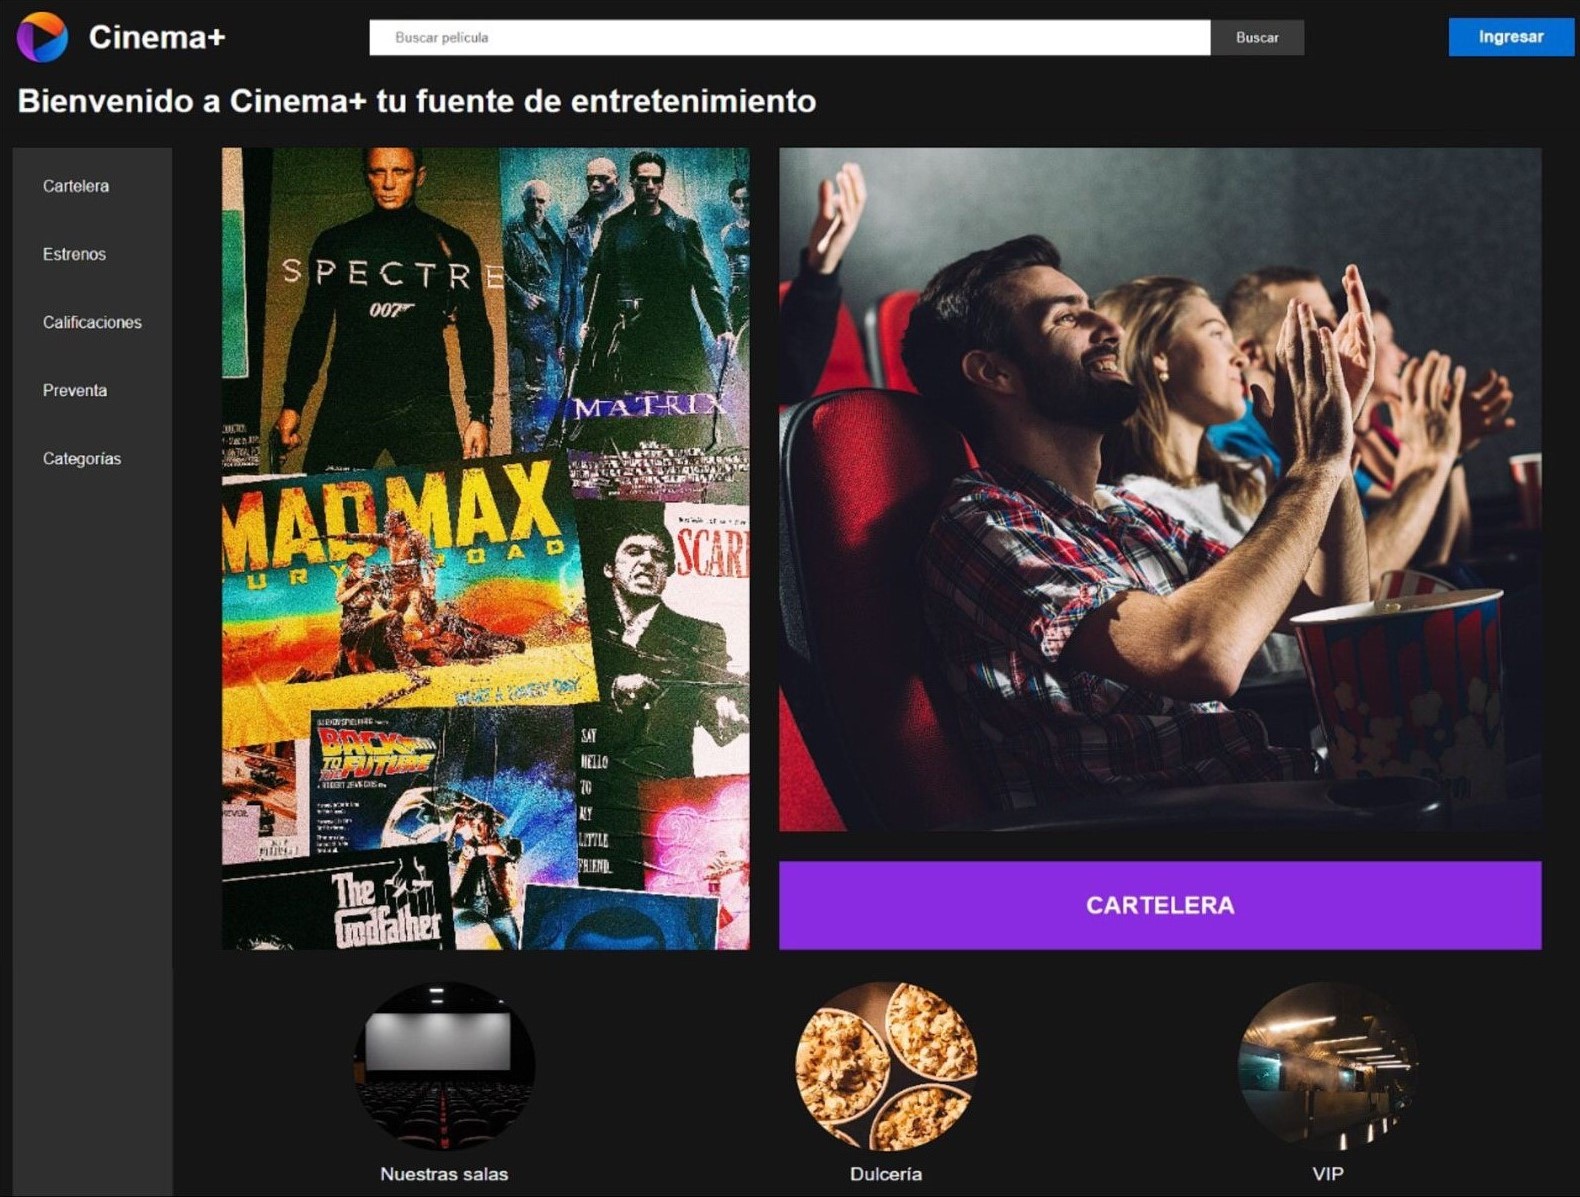 Cinema+
Buscar película
Buscar
Ingresar
Bienvenido a Cinema+ tu fuente de entretenimiento
Cartelera
Estrenos
Calificaciones
Preventa
Categorías
SPECTRE
007
MATRIX
MAD MAX
URY ROAD
SCARF
BACK
TO THE FUTURE
SAY
HELLO
TO
MY
LITTLE
FRIEND.
The
Godfather
CARTELERA
Nuestras salas
Dulcería
VIP